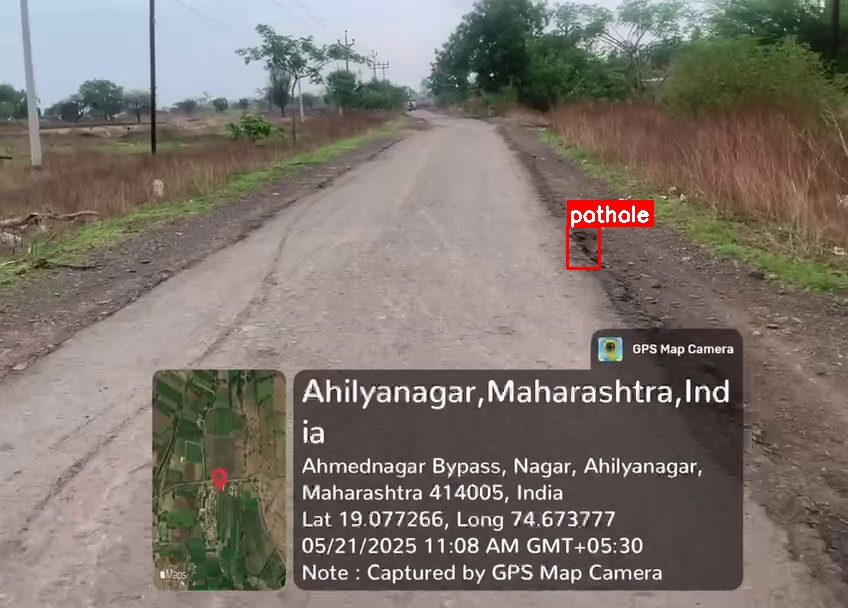 pothole
GPS Map Camera
Ahilyanagar,Maharashtra,Ind
ia
Ahmednagar Bypass, Nagar, Ahilyanagar,
Maharashtra 414005, India
Lat 19.077266, Long 74.673777
05/21/2025 11:08 AM GMT+05:30
Note : Captured by GPS Map Camera
Maps